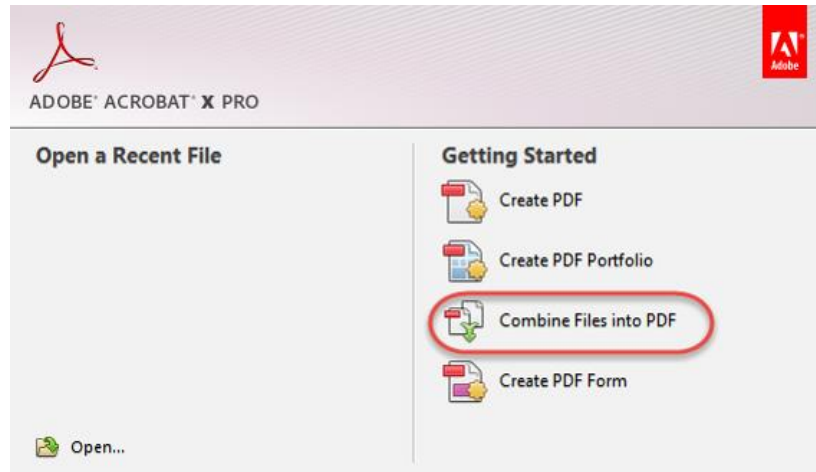 Adobe
ADOBE® ACROBAT® X PRO
Open a Recent File
Getting Started
Create PDF
Create PDF Portfolio
Combine Files into PDF
Create PDF Form
Open...